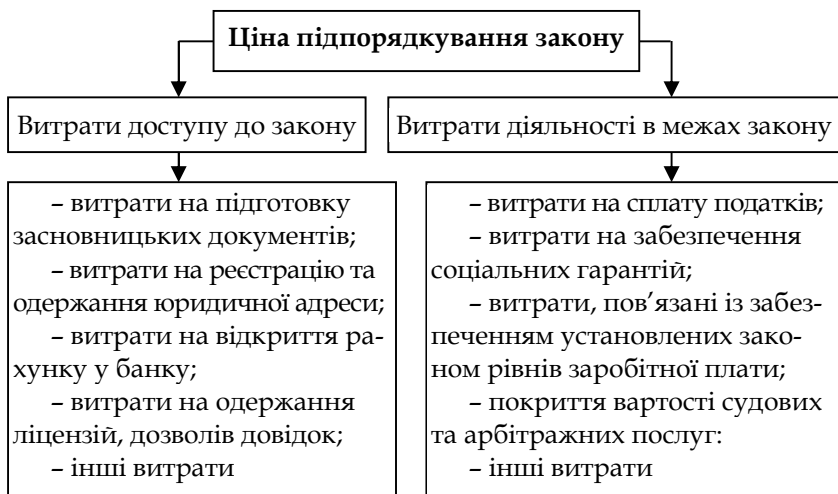 Ціна підпорядкування закону
Витрати доступу до закону
Витрати діяльності в межах закону
– витрати на підготовку
засновницьких документів;
– витрати на реєстрацію та
одержання юридичної адреси;
– витрати на відкриття ра-
хунку у банку;
– витрати на одержання
ліцензій, дозволів довідок;
– інші витрати
– витрати на сплату податків;
– витрати на забезпечення
соціальних гарантій;
– витрати, пов’язані із забез-
печенням установлених зако-
ном рівнів заробітної плати;
– покриття вартості судових
та арбітражних послуг:
– інші витрати